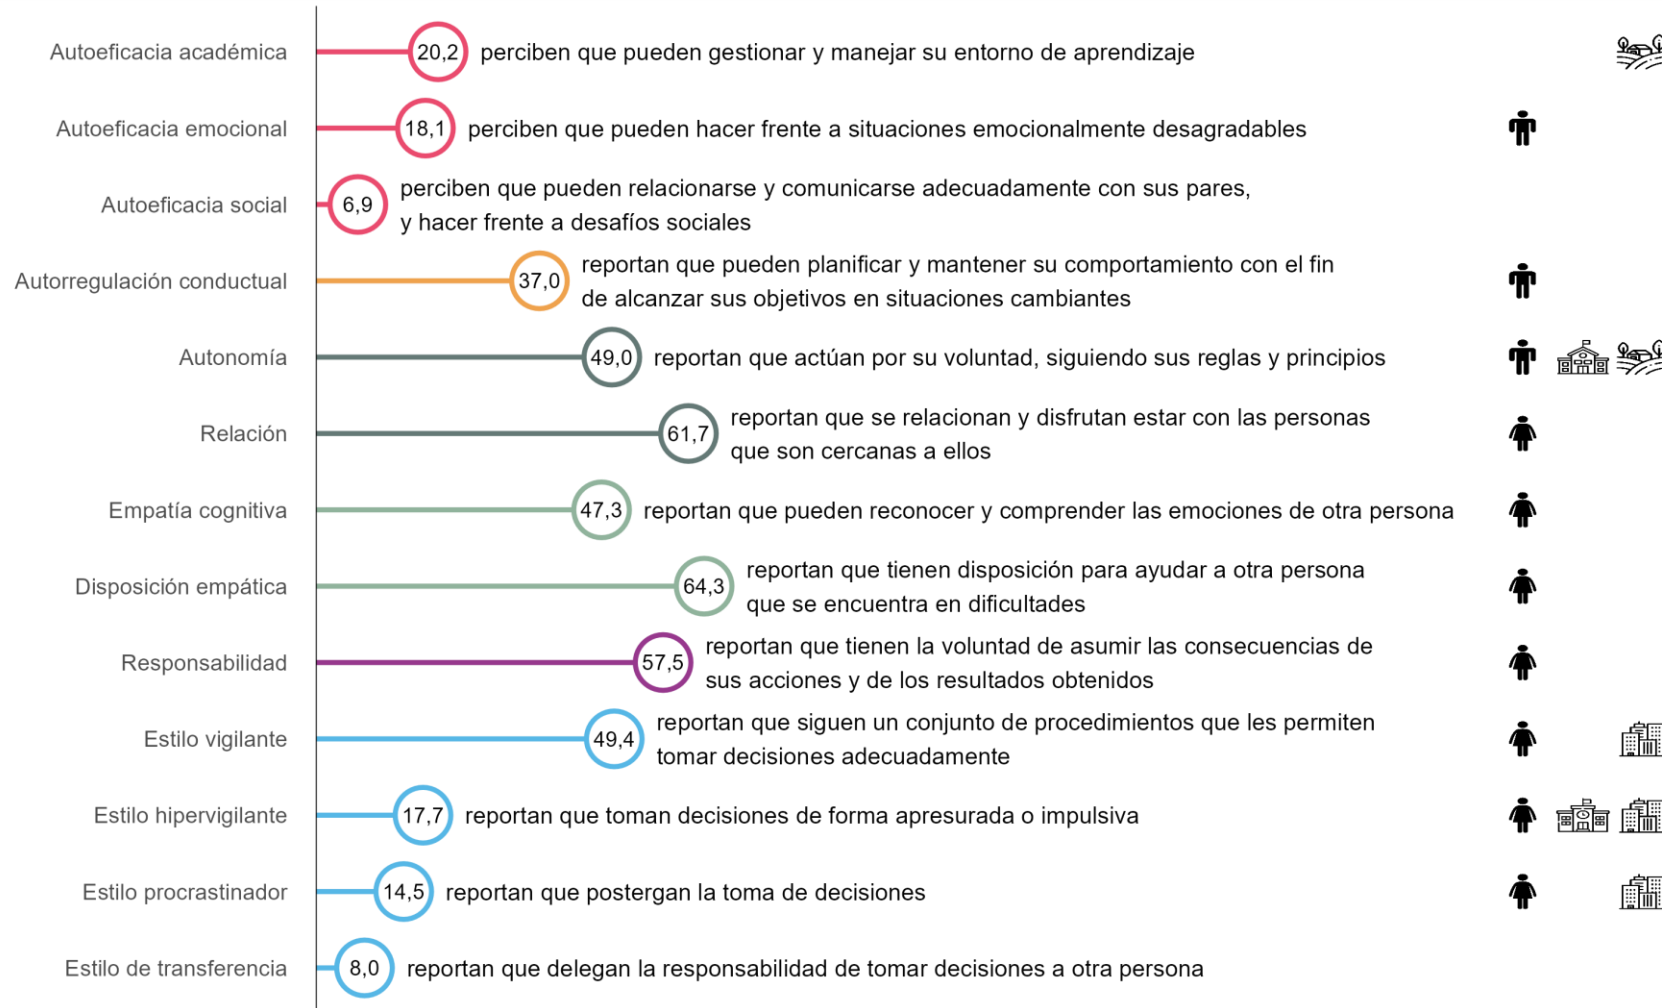 Autoeficacia académica 20,2 perciben que pueden gestionar y manejar su entorno de aprendizaje
Autoeficacia emocional 18,1 perciben que pueden hacer frente a situaciones emocionalmente desagradables
Autoeficacia social 6,9 perciben que pueden relacionarse y comunicarse adecuadamente con sus pares,
y hacer frente a desafíos sociales
Autorregulación conductual 37,0 reportan que pueden planificar y mantener su comportamiento con el fin
de alcanzar sus objetivos en situaciones cambiantes
Autonomía 49,0 reportan que actúan por su voluntad, siguiendo sus reglas y principios
Relación 61,7 reportan que se relacionan y disfrutan estar con las personas
que son cercanas a ellos
Empatía cognitiva 47,3 reportan que pueden reconocer y comprender las emociones de otra persona
Disposición empática 64,3 reportan que tienen disposición para ayudar a otra persona
que se encuentra en dificultades
Responsabilidad 57,5 reportan que tienen la voluntad de asumir las consecuencias de
sus acciones y de los resultados obtenidos
Estilo vigilante 49,4 reportan que siguen un conjunto de procedimientos que les permiten
tomar decisiones adecuadamente
Estilo hipervigilante 17,7 reportan que toman decisiones de forma apresurada o impulsiva
Estilo procrastinador 14,5 reportan que postergan la toma de decisiones
Estilo de transferencia 8,0 reportan que delegan la responsabilidad de tomar decisiones a otra persona